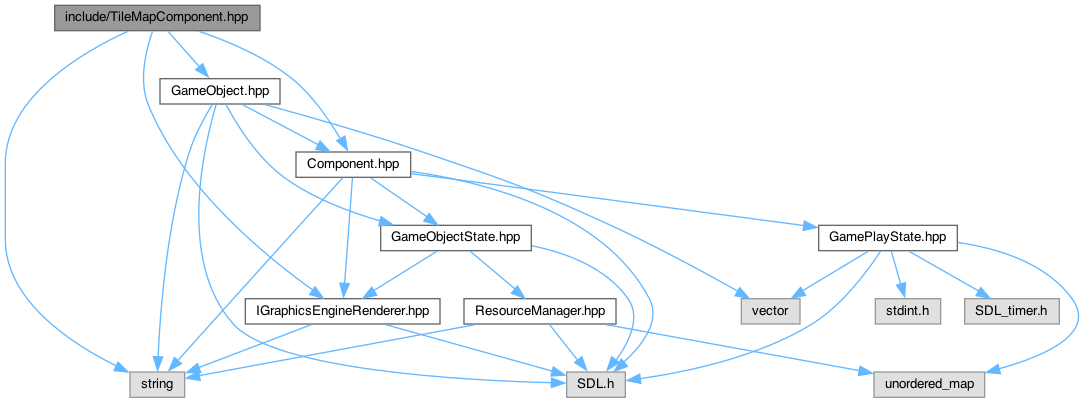 include/TileMapComponent.hpp
GameObject.hpp
Component.hpp
GameObjectState.hpp
GamePlayState.hpp
IGraphicsEngineRenderer.hpp
ResourceManager.hpp
vector
stdint.h
SDL_timer.h
string
SDL.h
unordered_map